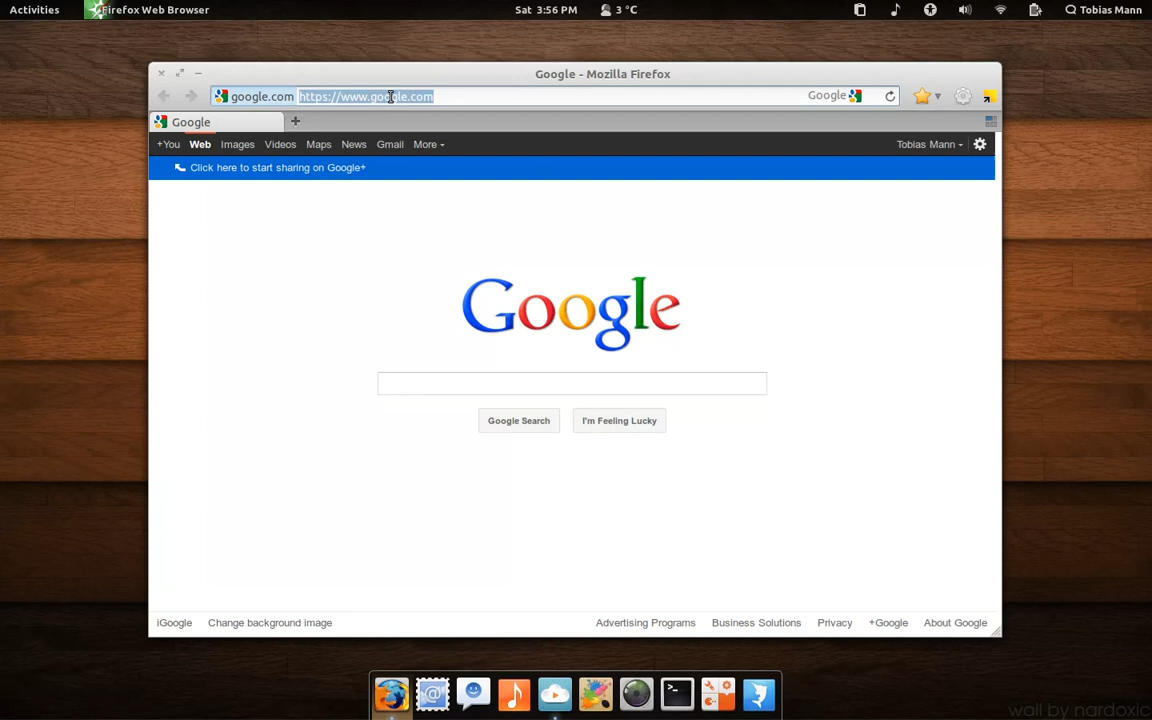 Activities Firefox Web Browser Sat 3:56 PM 3 °C Tobias Mann
Google - Mozilla Firefox
google.com https://www.google.com Google
Google
+You Web Images Videos Maps News Gmail More Tobias Mann
Click here to start sharing on Google+
Google
Google Search I'm Feeling Lucky
iGoogle Change background image Advertising Programs Business Solutions Privacy +Google About Google
wall by nardoxic